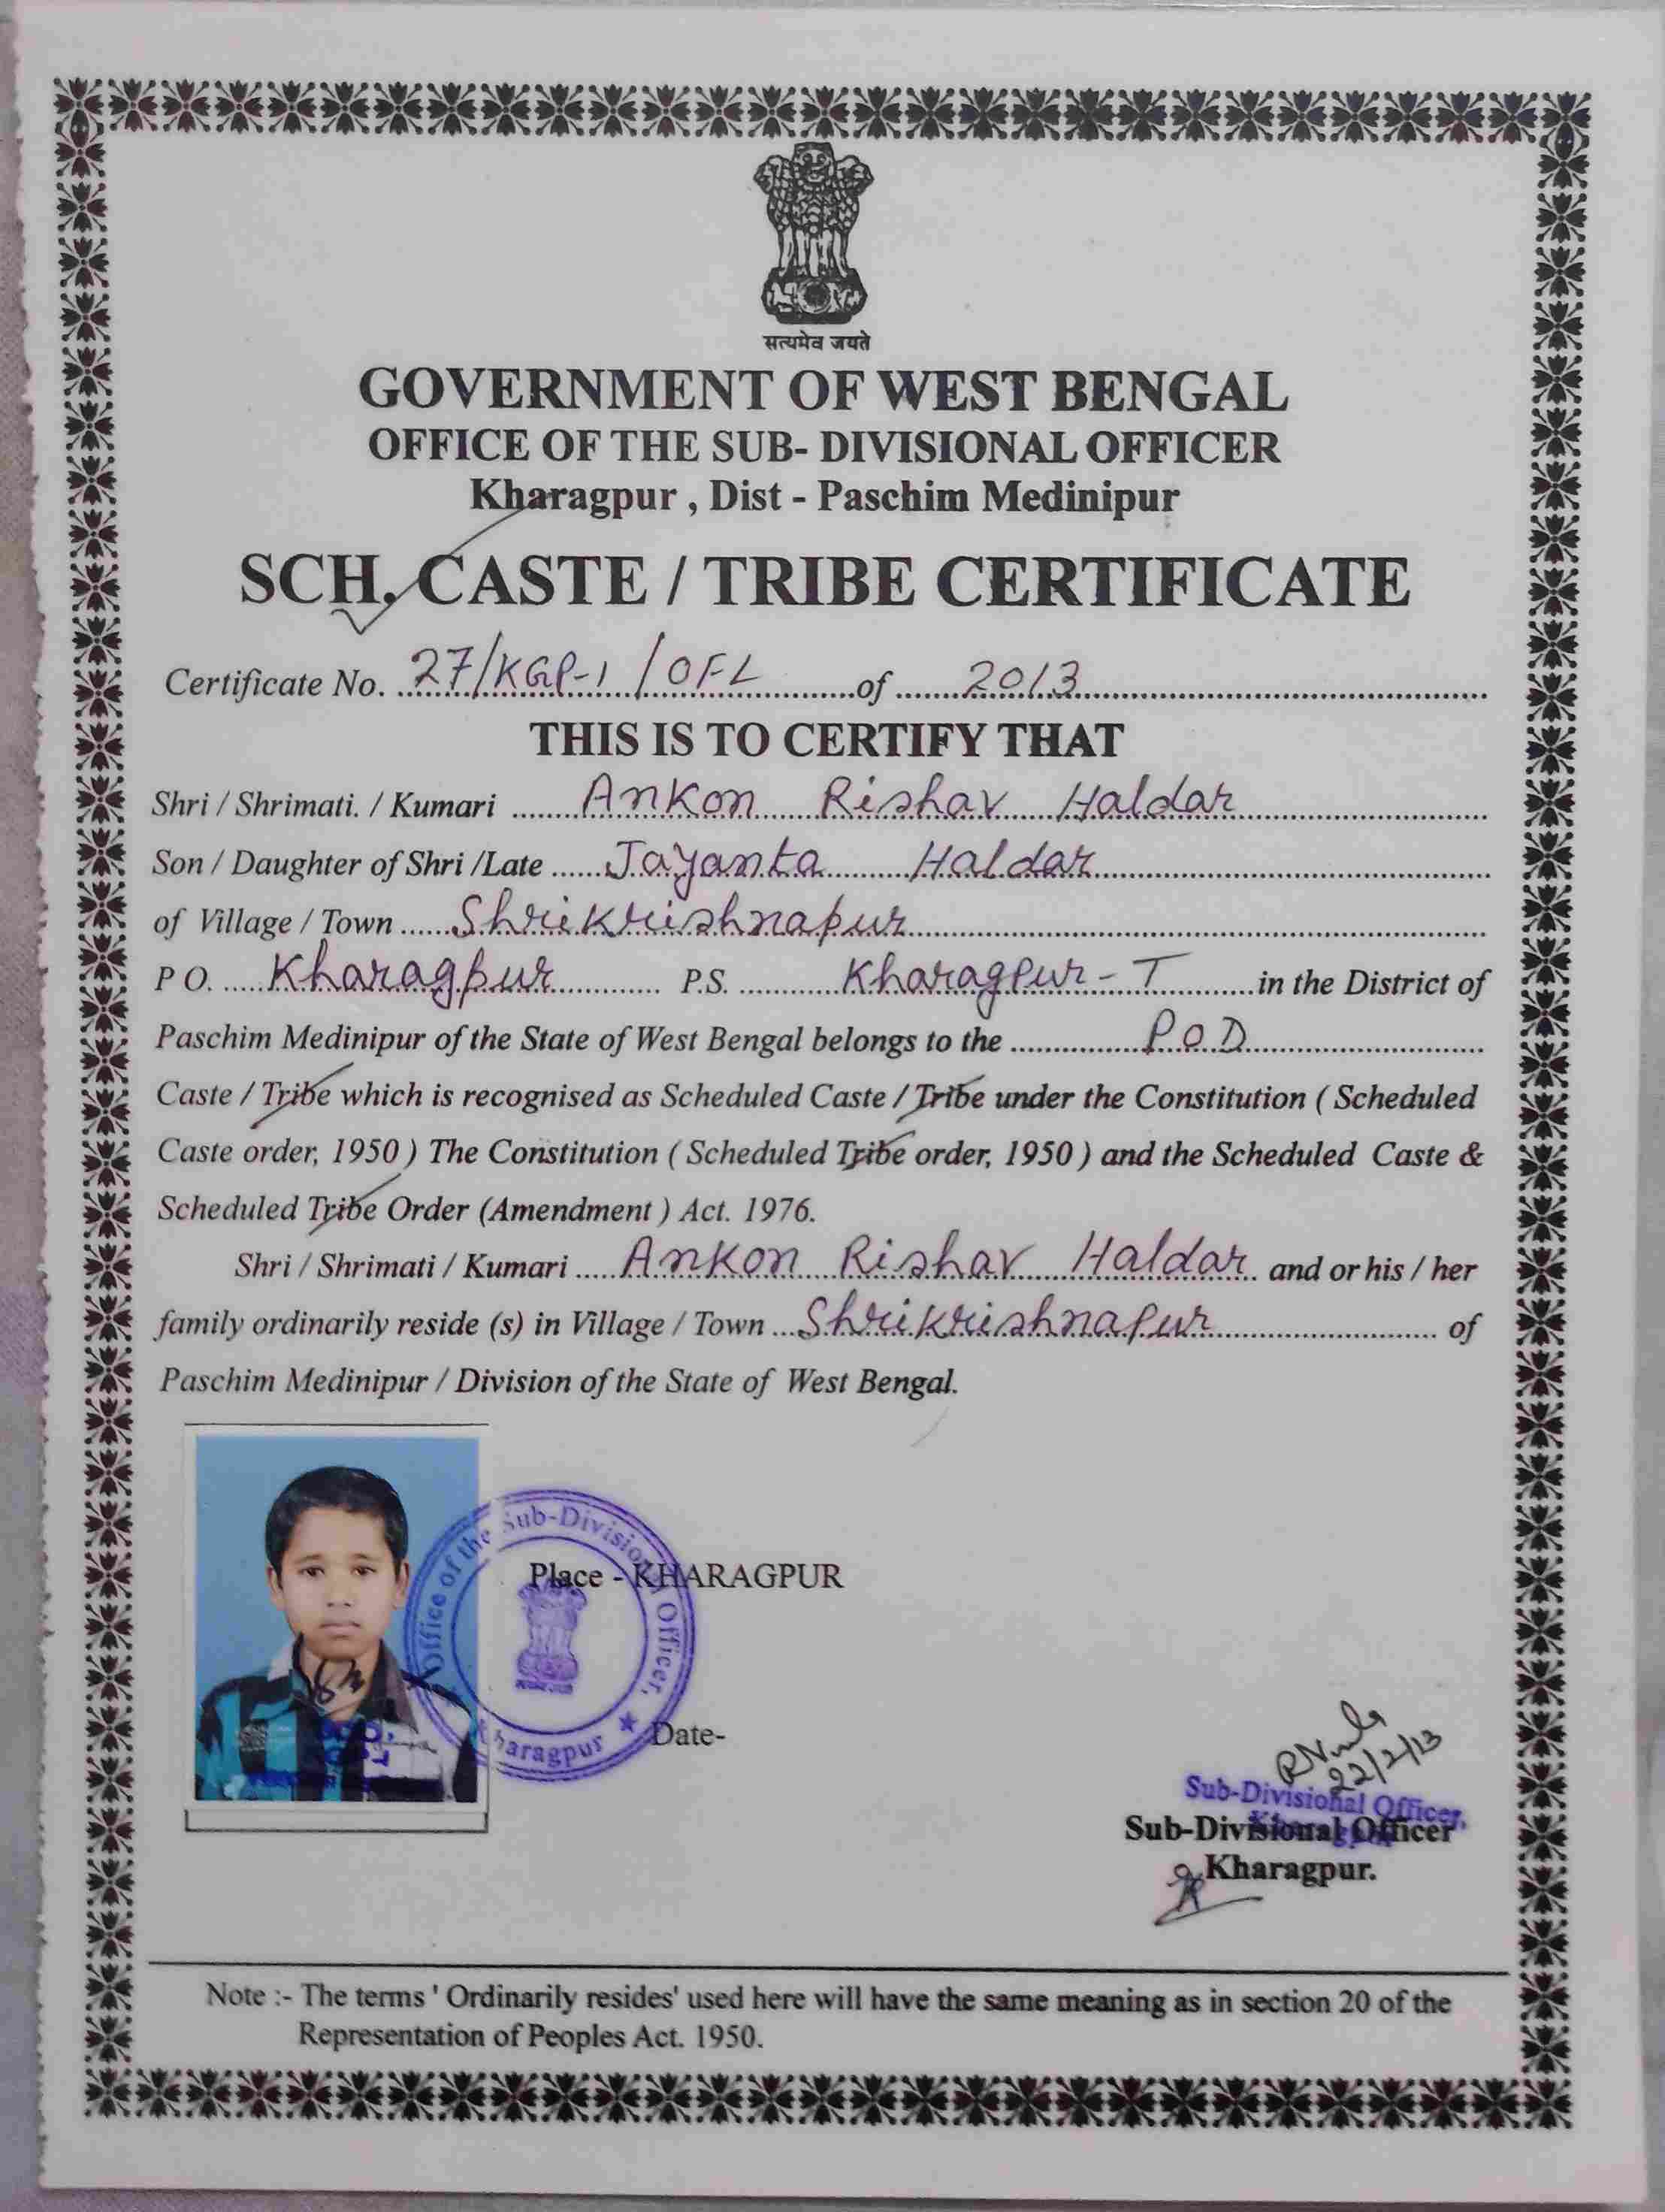 सत्यमेव जयते
GOVERNMENT OF WEST BENGAL
OFFICE OF THE SUB- DIVISIONAL OFFICER
Kharagpur , Dist - Paschim Medinipur
SCH. CASTE / TRIBE CERTIFICATE
Certificate No. 27/KGP-1/OFL of 2013
THIS IS TO CERTIFY THAT
Shri / Shrimati. / Kumari Ankon Rishav Haldar
Son / Daughter of Shri /Late Jayanta Haldar
of Village / Town Shrikrishnapur
P O. Kharagpur P.S. Kharagpur-T in the District of
Paschim Medinipur of the State of West Bengal belongs to the POD
Caste / Tribe which is recognised as Scheduled Caste / Tribe under the Constitution ( Scheduled
Caste order, 1950 ) The Constitution ( Scheduled Tribe order, 1950 ) and the Scheduled Caste &
Scheduled Tribe Order (Amendment ) Act. 1976.
Shri / Shrimati / Kumari Ankon Rishav Haldar and or his / her
family ordinarily reside (s) in Village / Town Shrikrishnapur of
Paschim Medinipur / Division of the State of West Bengal.
Office of the Sub-Divisional Officer,
Kharagpur
Place - KHARAGPUR
Date-
22/2/13
Sub-Divisional Officer,
Sub-Divisional Officer
Kharagpur.
Note :- The terms ' Ordinarily resides' used here will have the same meaning as in section 20 of the
Representation of Peoples Act. 1950.